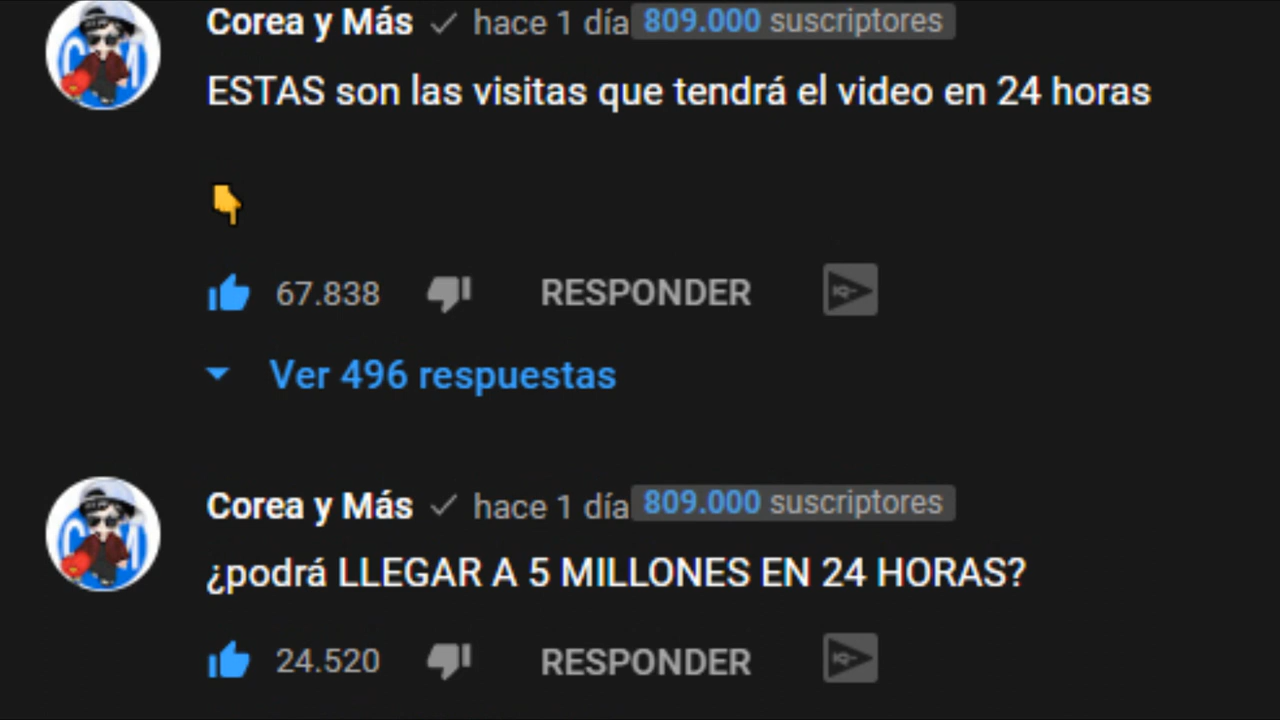 Corea y Más hace 1 día 809.000 suscriptores
ESTAS son las visitas que tendrá el video en 24 horas
67.838 RESPONDER
Ver 496 respuestas
Corea y Más hace 1 día 809.000 suscriptores
¿podrá LLEGAR A 5 MILLONES EN 24 HORAS?
24.520 RESPONDER